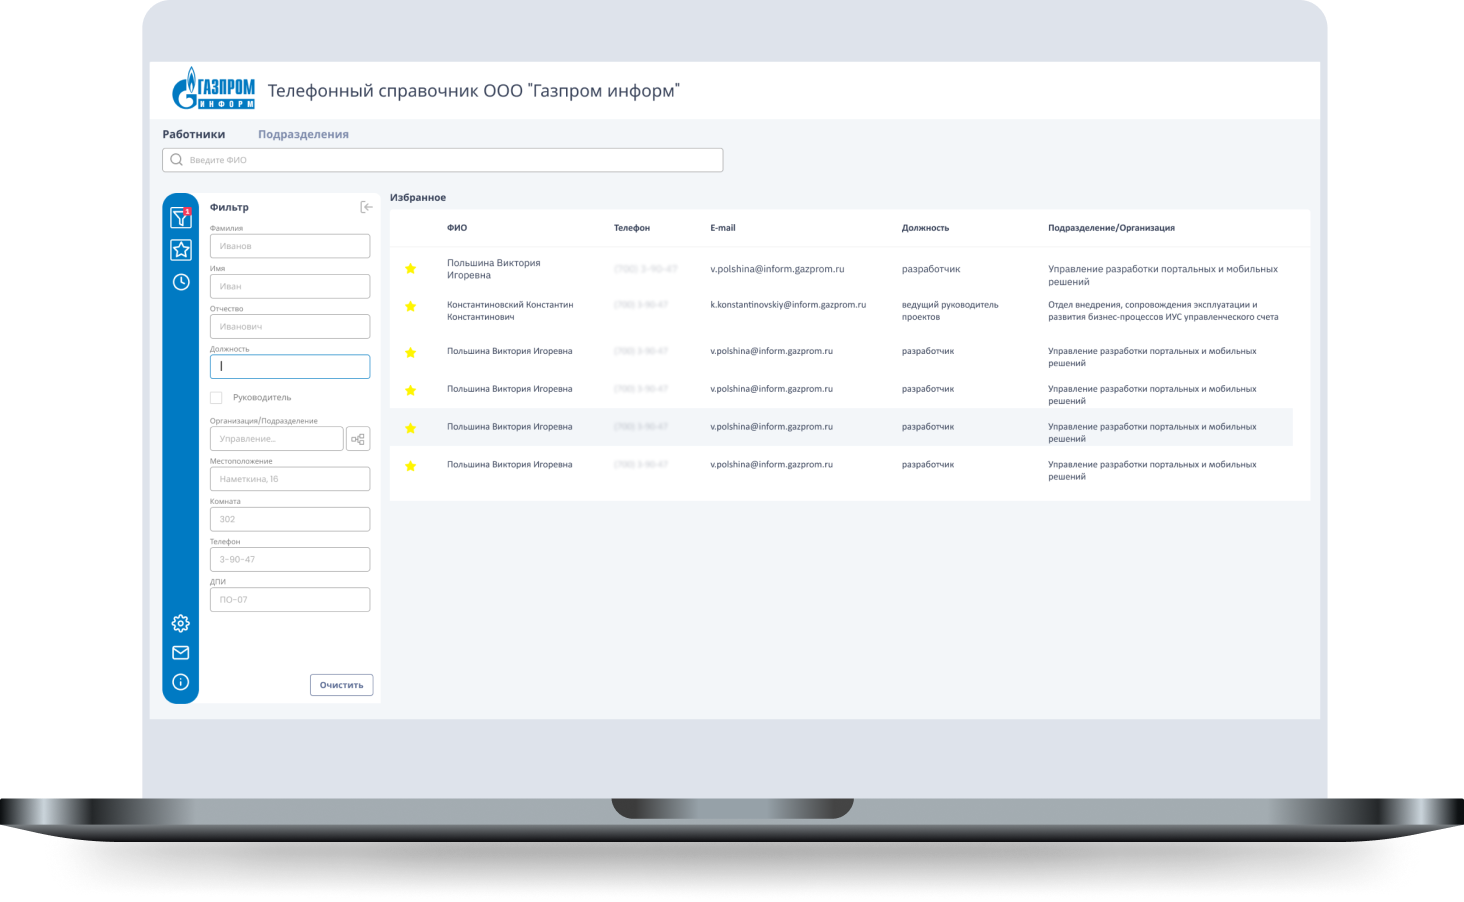 ГАЗПРОМ
ИНФОРМ
Телефонный справочник ООО "Газпром информ"
Работники Подразделения
Введите ФИО
1
Фильтр
Фамилия
Иванов
Имя
Иван
Отчество
Иванович
Должность
Руководитель
Организация/Подразделение
Управление...
Местоположение
Наметкина, 16
Комната
302
Телефон
3-90-47
ДПИ
ПО-07
Очистить
Избранное
ФИО Телефон E-mail Должность Подразделение/Организация
Польшина Виктория v.polshina@inform.gazprom.ru разработчик Управление разработки портальных и мобильных
Игоревна решений
Константиновский Константин k.konstantinovskiy@inform.gazprom.ru ведущий руководитель Отдел внедрения, сопровождения эксплуатации и
Константинович проектов развития бизнес-процессов ИУС управленческого счета
Польшина Виктория Игоревна v.polshina@inform.gazprom.ru разработчик Управление разработки портальных и мобильных
решений
Польшина Виктория Игоревна v.polshina@inform.gazprom.ru разработчик Управление разработки портальных и мобильных
решений
Польшина Виктория Игоревна v.polshina@inform.gazprom.ru разработчик Управление разработки портальных и мобильных
решений
Польшина Виктория Игоревна v.polshina@inform.gazprom.ru разработчик Управление разработки портальных и мобильных
решений